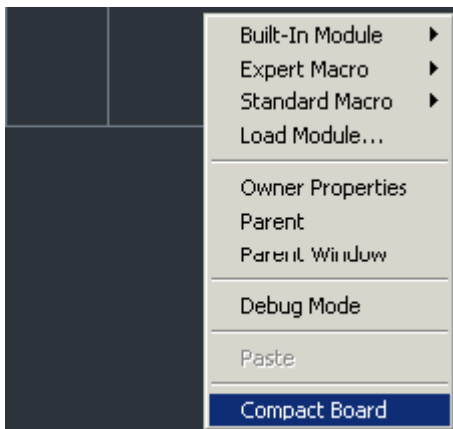 Built-In Module
Expert Macro
Standard Macro
Load Module...
Owner Properties
Parent
Parent Window
Debug Mode
Paste
Compact Board